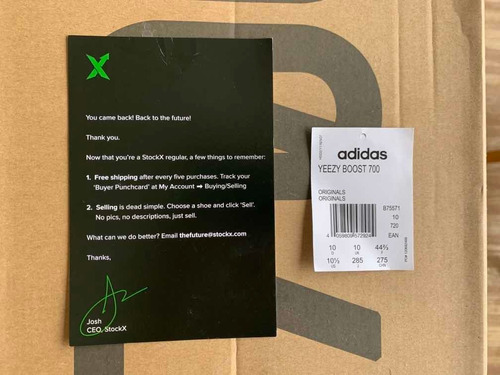 X
You came back! Back to the future!
Thank you.
Now that you're a StockX regular, a few things to remember:
1. Free shipping after every five purchases. Track your
'Buyer Punchcard' at My Account ➞ Buying/Selling
2. Selling is dead simple. Choose a shoe and click 'Sell'.
No pics, no descriptions, just sell.
What can we do better? Email thefuture@stockx.com
Thanks,
Josh
CEO, StockX
adidas
YEEZY BOOST 700
ORIGINALS
ORIGINALS
B75571
10
720
EAN
10 10 44⅔
10½ 285 275